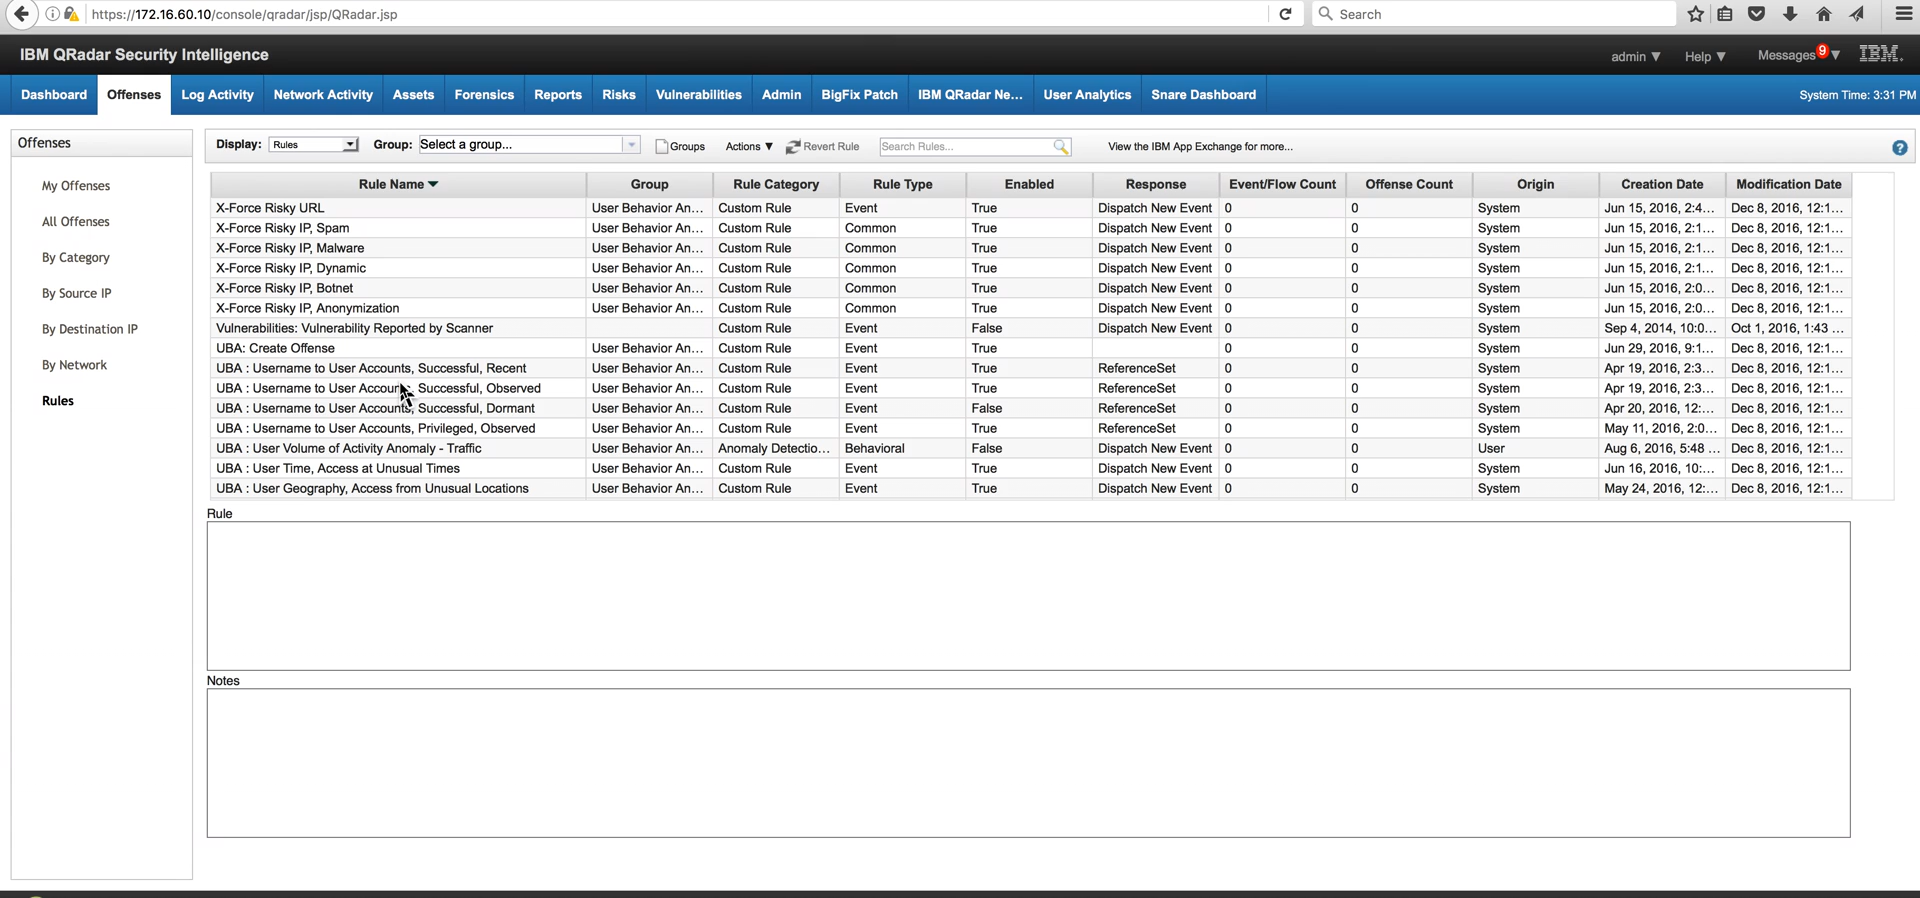 https://172.16.60.10/console/qradar/jsp/QRadar.jsp Search
IBM QRadar Security Intelligence admin ▼ Help ▼ Messages 9 ▼ IBM.
Dashboard Offenses Log Activity Network Activity Assets Forensics Reports Risks Vulnerabilities Admin BigFix Patch IBM QRadar Ne... User Analytics Snare Dashboard System Time: 3:31 PM
Offenses
My Offenses
All Offenses
By Category
By Source IP
By Destination IP
By Network
Rules
Display: Rules Group: Select a group... Groups Actions ▼ Revert Rule Search Rules... View the IBM App Exchange for more... ?
Rule Name Group Rule Category Rule Type Enabled Response Event/Flow Count Offense Count Origin Creation Date Modification Date
X-Force Risky URL User Behavior An... Custom Rule Event True Dispatch New Event 0 0 System Jun 15, 2016, 2:4... Dec 8, 2016, 12:1...
X-Force Risky IP, Spam User Behavior An... Custom Rule Common True Dispatch New Event 0 0 System Jun 15, 2016, 2:1... Dec 8, 2016, 12:1...
X-Force Risky IP, Malware User Behavior An... Custom Rule Common True Dispatch New Event 0 0 System Jun 15, 2016, 2:1... Dec 8, 2016, 12:1...
X-Force Risky IP, Dynamic User Behavior An... Custom Rule Common True Dispatch New Event 0 0 System Jun 15, 2016, 2:1... Dec 8, 2016, 12:1...
X-Force Risky IP, Botnet User Behavior An... Custom Rule Common True Dispatch New Event 0 0 System Jun 15, 2016, 2:0... Dec 8, 2016, 12:1...
X-Force Risky IP, Anonymization User Behavior An... Custom Rule Common True Dispatch New Event 0 0 System Jun 15, 2016, 2:0... Dec 8, 2016, 12:1...
Vulnerabilities: Vulnerability Reported by Scanner Custom Rule Event False Dispatch New Event 0 0 System Sep 4, 2014, 10:0... Oct 1, 2016, 1:43 ...
UBA: Create Offense User Behavior An... Custom Rule Event True 0 0 System Jun 29, 2016, 9:1... Dec 8, 2016, 12:1...
UBA : Username to User Accounts, Successful, Recent User Behavior An... Custom Rule Event True ReferenceSet 0 0 System Apr 19, 2016, 2:3... Dec 8, 2016, 12:1...
UBA : Username to User Accounts, Successful, Observed User Behavior An... Custom Rule Event True ReferenceSet 0 0 System Apr 19, 2016, 2:3... Dec 8, 2016, 12:1...
UBA : Username to User Accounts, Successful, Dormant User Behavior An... Custom Rule Event False ReferenceSet 0 0 System Apr 20, 2016, 12:... Dec 8, 2016, 12:1...
UBA : Username to User Accounts, Privileged, Observed User Behavior An... Custom Rule Event True ReferenceSet 0 0 System May 11, 2016, 2:0... Dec 8, 2016, 12:1...
UBA : User Volume of Activity Anomaly - Traffic User Behavior An... Anomaly Detectio... Behavioral False Dispatch New Event 0 0 User Aug 6, 2016, 5:48 ... Dec 8, 2016, 12:1...
UBA : User Time, Access at Unusual Times User Behavior An... Custom Rule Event True Dispatch New Event 0 0 System Jun 16, 2016, 10:... Dec 8, 2016, 12:1...
UBA : User Geography, Access from Unusual Locations User Behavior An... Custom Rule Event True Dispatch New Event 0 0 System May 24, 2016, 12:... Dec 8, 2016, 12:1...
Rule
Notes